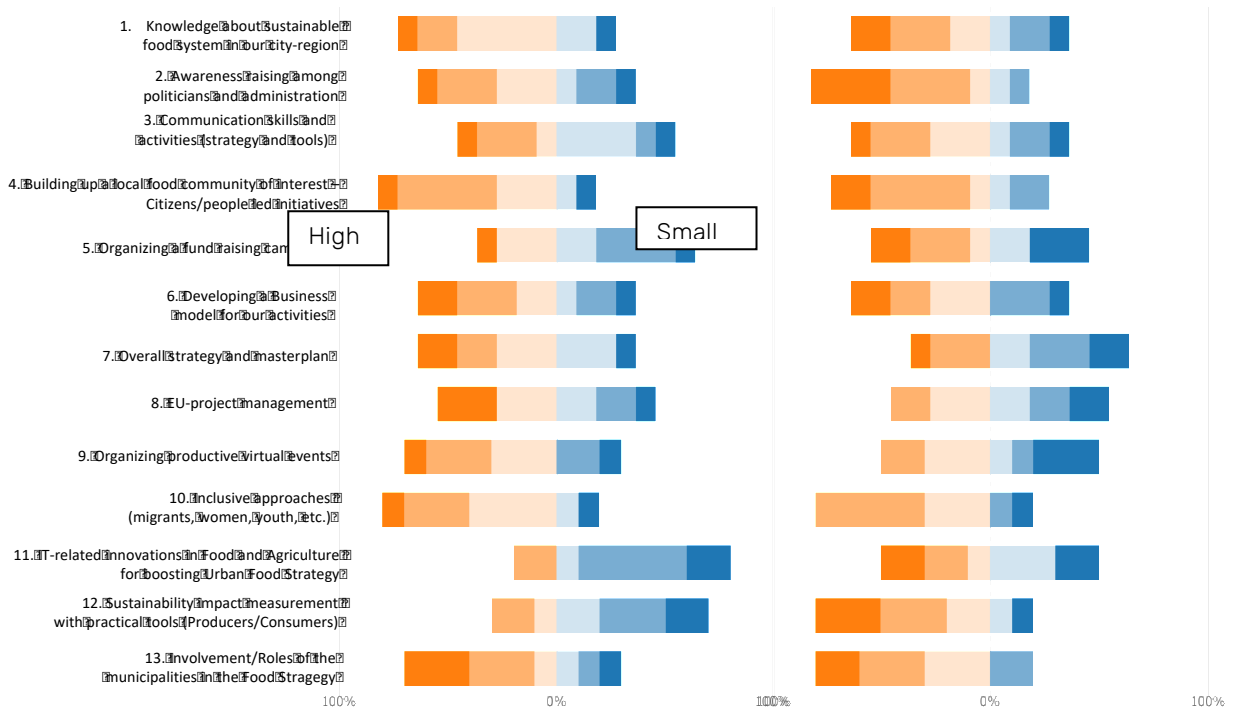 1. Knowledge about sustainable
food system in our city-region
2. Awareness raising among
politicians and administration
3. Communication skills and
activities (strategy and tools)
4. Building up a local food community of interest –
Citizens/people led initiatives
High
Small
5. Organizing a fund raising
6. Developing a Business
model for our activities
7. Overall strategy and masterplan
8. EU-project management
9. Organizing productive virtual events
10. Inclusive approaches
(migrants, women, youth, etc.)
11. IT-related innovations in Food and Agriculture
for boosting Urban Food Strategy
12. Sustainability impact measurement
with practical tools (Producers/Consumers)
13. Involvement/Roles of the
municipalities in the Food Stragegy
100% 0% 100% 0% 100%